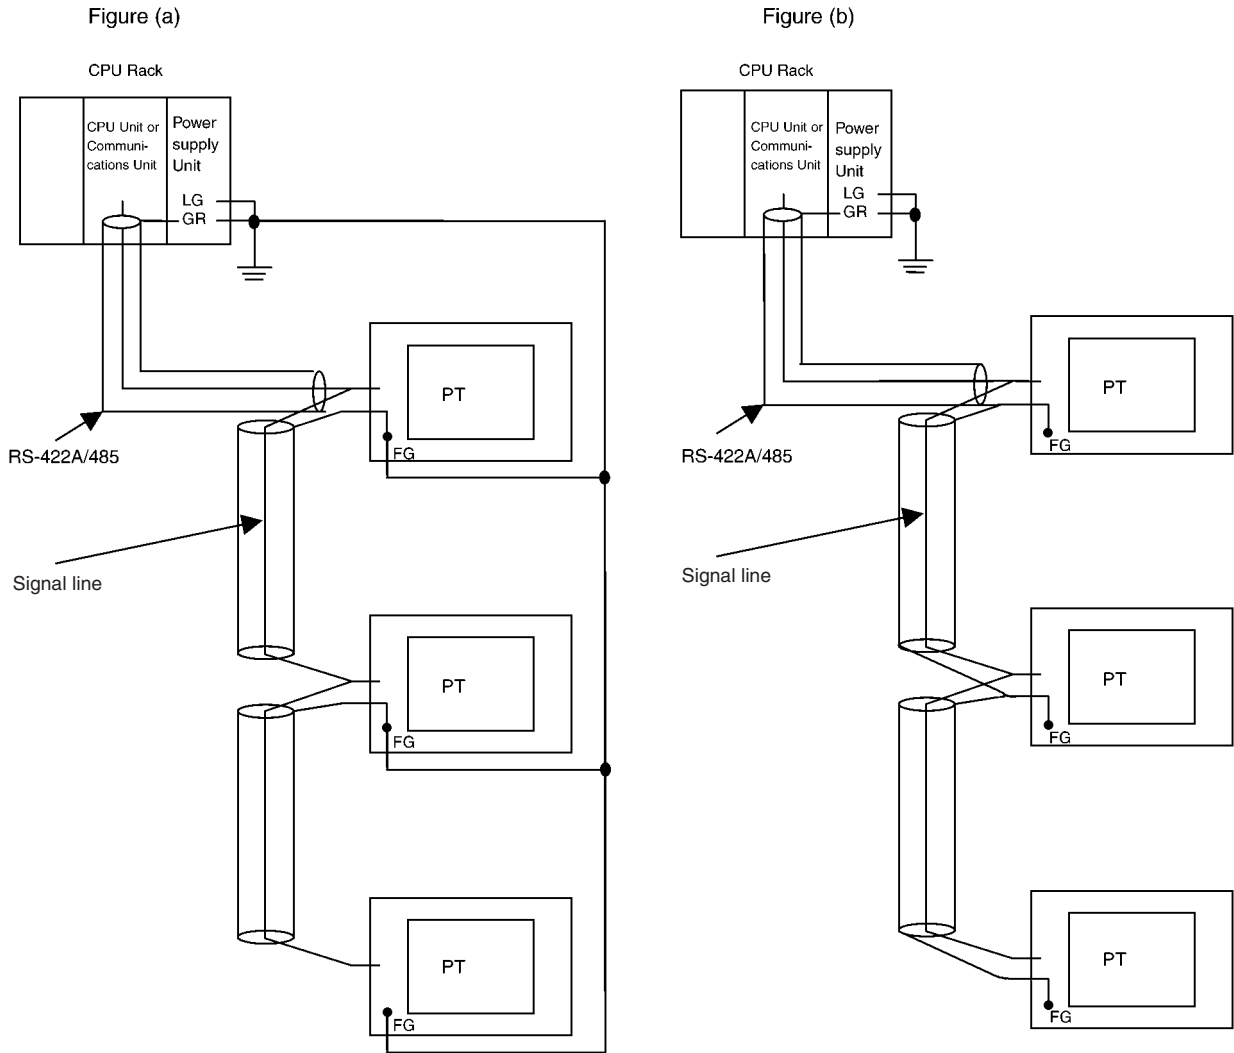 Figure (a)
CPU Rack
CPU Unit or
Communi-
cations Unit
Power
supply
Unit
LG
GR
RS-422A/485
Signal line
PT
FG
PT
FG
PT
FG
Figure (b)
CPU Rack
CPU Unit or
Communi-
cations Unit
Power
supply
Unit
LG
GR
RS-422A/485
Signal line
PT
FG
PT
FG
PT
FG